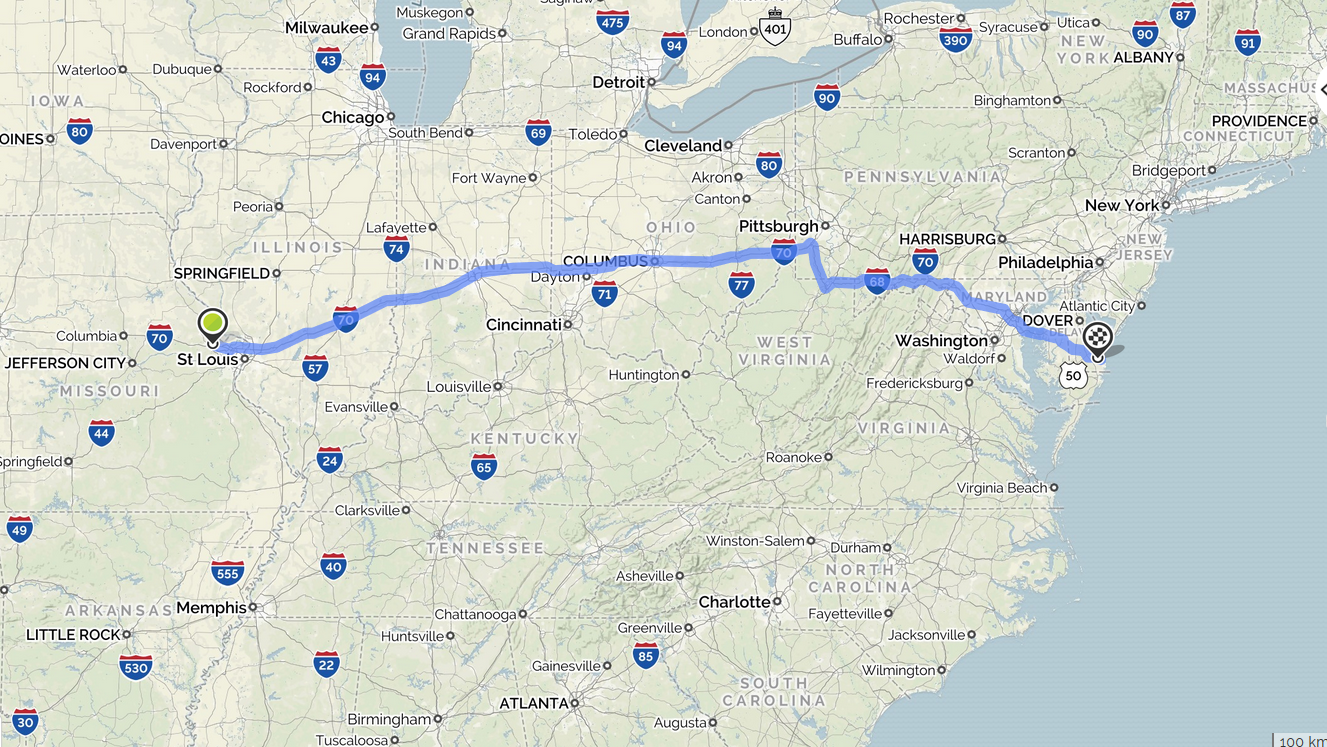 Saginaw
Muskegon
475
401
Rochester
Utica
87
Milwaukee
Grand Rapids
London
Buffalo
390
Syracuse
NEW
YORK
90
91
43
94
94
ALBANY
Waterloo
Dubuque
Rockford
Detroit
90
MASSACHUS
IOWA
Binghamton
Chicago
80
South Bend
69
Toledo
PROVIDENCE
CONNECTICUT
OINES
Davenport
Cleveland
Scranton
80
Fort Wayne
Akron
PENNSYLVANIA
Bridgeport
Canton
Peoria
New York
Lafayette
OHIO
Pittsburgh
ILLINOIS
74
HARRISBURG
NEW
JERSEY
INDIANA
COLUMBUS
70
70
Philadelphia
SPRINGFIELD
Dayton
77
68
71
MARYLAND
Atlantic City
70
Cincinnati
DOVER
Columbia
70
DELA
JEFFERSON CITY
St Louis
57
WEST
VIRGINIA
Washington
Waldorf
50
MISSOURI
Louisville
Huntington
Fredericksburg
Evansville
44
KENTUCKY
VIRGINIA
Springfield
24
65
Roanoke
Virginia Beach
Clarksville
49
TENNESSEE
Winston-Salem
Durham
555
40
Asheville
NORTH
CAROLINA
ARKANSAS
Memphis
Charlotte
Chattanooga
Fayetteville
LITTLE ROCK
Huntsville
Greenville
Jacksonville
530
22
85
Gainesville
Wilmington
SOUTH
CAROLINA
ATLANTA
30
Birmingham
Augusta
Tuscaloosa
100 km